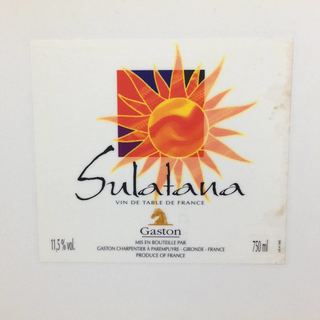 Sulatana
VIN DE TABLE DE FRANCE
Gaston
11,5 % vol.
MIS EN BOUTEILLE PAR
GASTON CHARPENTIER À PAREMPUYRE - GIRONDE - FRANCE
PRODUCE OF FRANCE
750 ml